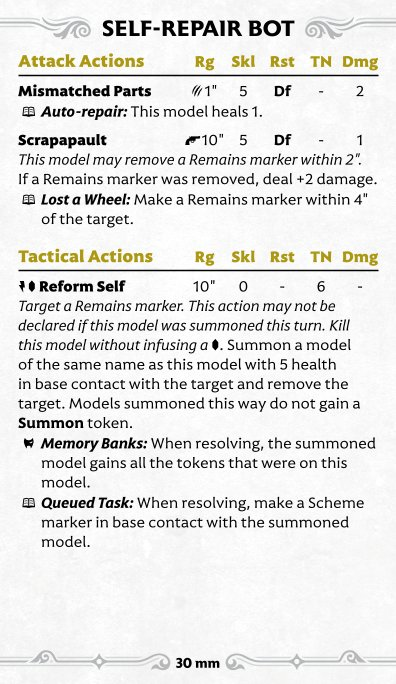 SELF-REPAIR BOT
Attack Actions Rg Skl Rst TN Dmg
Mismatched Parts 1" 5 Df - 2
Auto-repair: This model heals 1.
Scrapapault 10" 5 Df - 1
This model may remove a Remains marker within 2".
If a Remains marker was removed, deal +2 damage.
Lost a Wheel: Make a Remains marker within 4"
of the target.
Tactical Actions Rg Skl Rst TN Dmg
Reform Self 10" 0 - 6 -
Target a Remains marker. This action may not be
declared if this model was summoned this turn. Kill
this model without infusing a . Summon a model
of the same name as this model with 5 health
in base contact with the target and remove the
target. Models summoned this way do not gain a
Summon token.
Memory Banks: When resolving, the summoned
model gains all the tokens that were on this
model.
Queued Task: When resolving, make a Scheme
marker in base contact with the summoned
model.
30 mm